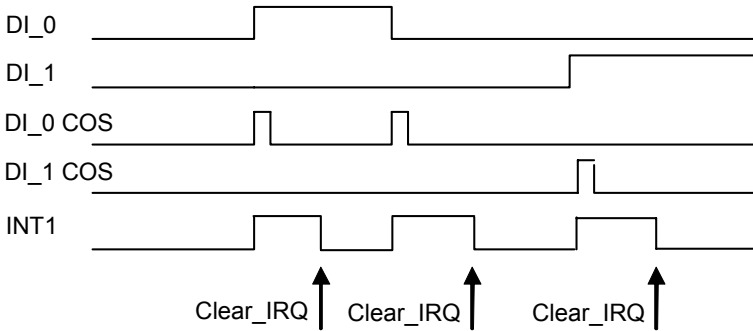 DI_0
DI_1
DI_0 COS
DI_1 COS
INT1
Clear_IRQ Clear_IRQ Clear_IRQ